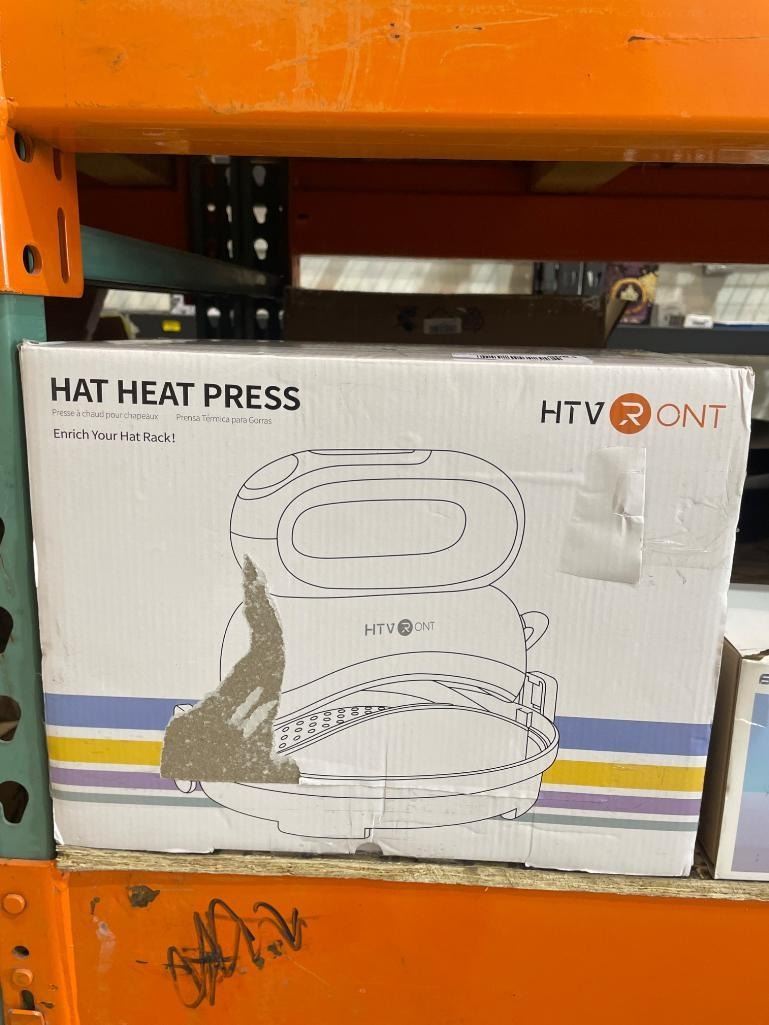 HAT HEAT PRESS
Presse à chaud pour chapeaux Prensa Térmica para Gorras
Enrich Your Hat Rack!
HTVRONT
HTVRONT